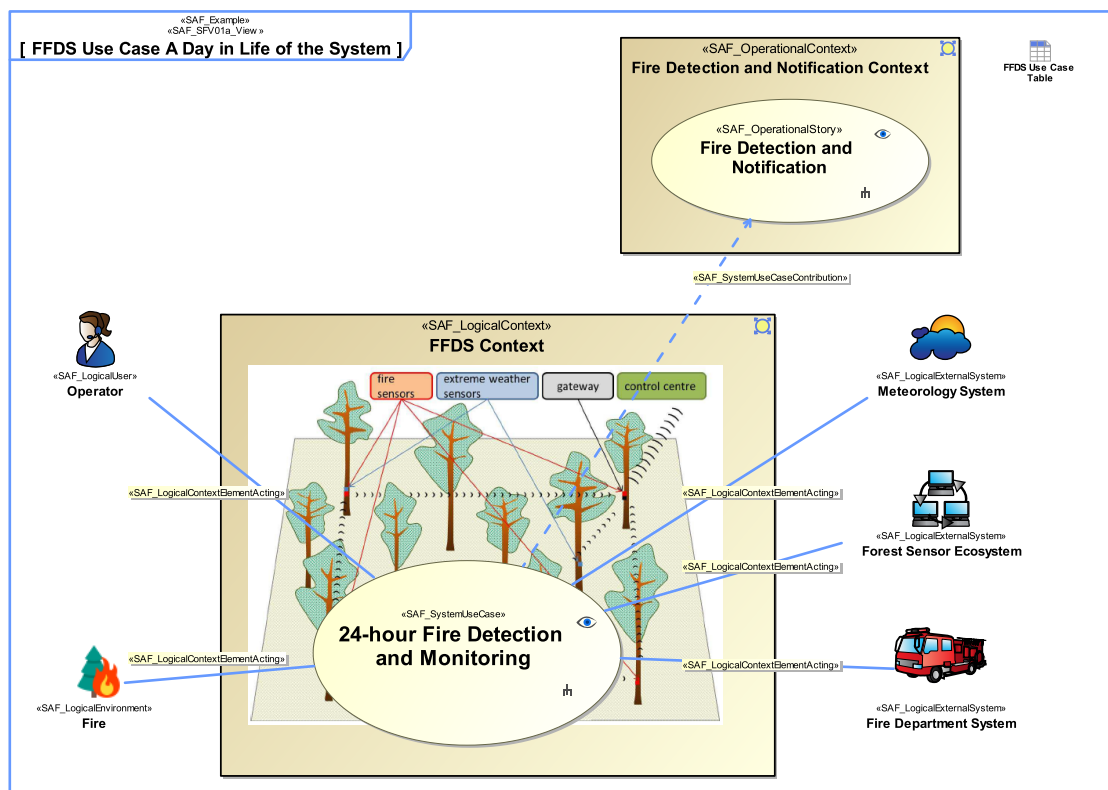 «SAF_Example»
«SAF_SFV01a_View »
[ FFDS Use Case A Day in Life of the System ]
«SAF_OperationalContext»
Fire Detection and Notification Context
«SAF_OperationalStory»
Fire Detection and
Notification
FFDS Use Case
Table
«SAF_SystemUseCaseContribution»
«SAF_LogicalContext»
FFDS Context
fire
sensors
extreme weather
sensors
gateway
control centre
«SAF_LogicalUser»
Operator
«SAF_LogicalExternalSystem»
Meteorology System
«SAF_LogicalContextElementActing»
«SAF_LogicalContextElementActing»
«SAF_LogicalExternalSystem»
Forest Sensor Ecosystem
«SAF_LogicalContextElementActing»
«SAF_SystemUseCase»
24-hour Fire Detection
and Monitoring
«SAF_LogicalContextElementActing»
«SAF_LogicalContextElementActing»
«SAF_LogicalEnvironment»
Fire
«SAF_LogicalExternalSystem»
Fire Department System